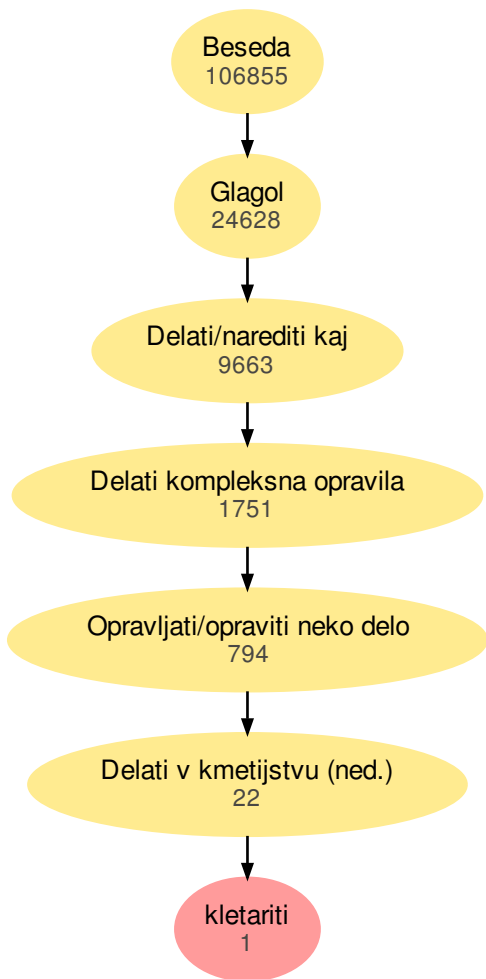 Beseda
106855
Glagol
24628
Delati/narediti kaj
9663
Delati kompleksna opravila
1751
Opravljati/opraviti neko delo
794
Delati v kmetijstvu (ned.)
22
kletariti
1